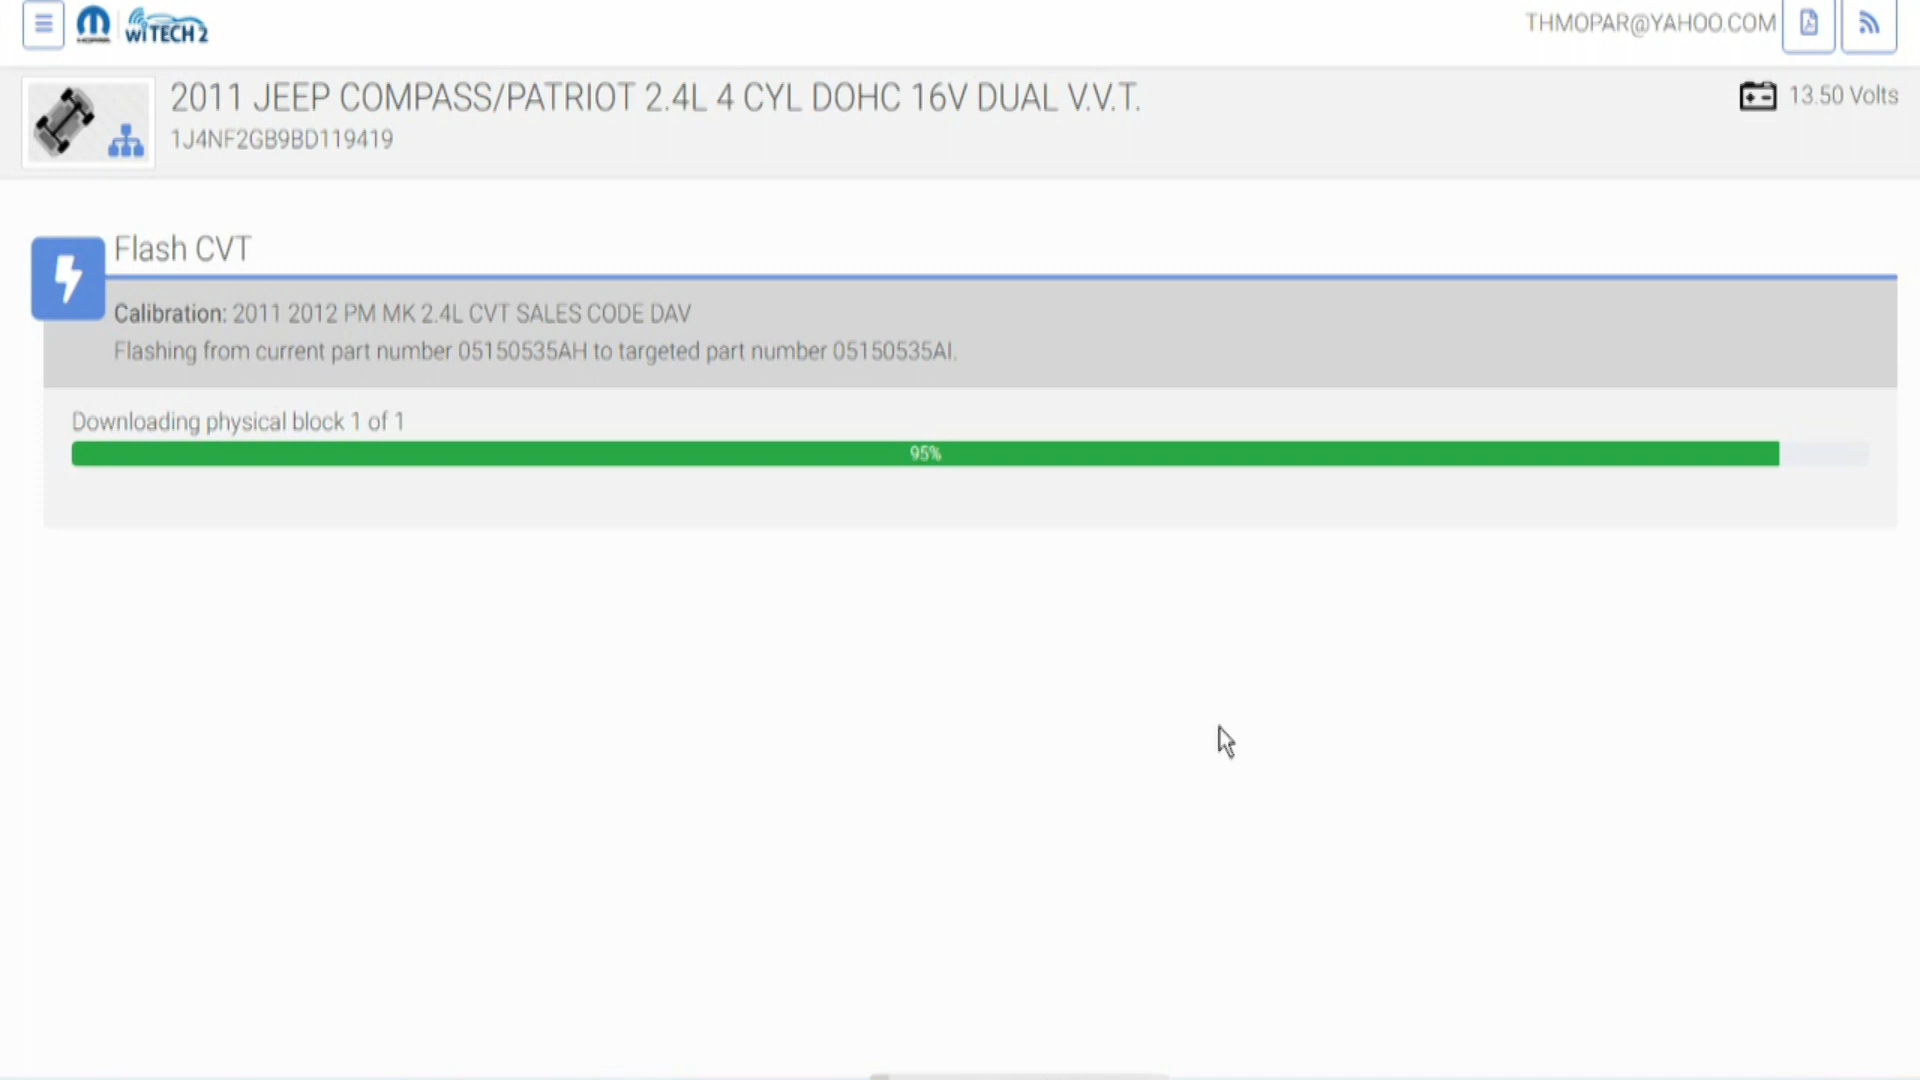 MOPAR wiTECH 2
THMOPAR@YAHOO.COM
2011 JEEP COMPASS/PATRIOT 2.4L 4 CYL DOHC 16V DUAL V.V.T.
13.50 Volts
1J4NF2GB9BD119419
Flash CVT
Calibration: 2011 2012 PM MK 2.4L CVT SALES CODE DAV
Flashing from current part number 05150535AH to targeted part number 05150535AI.
Downloading physical block 1 of 1
95%